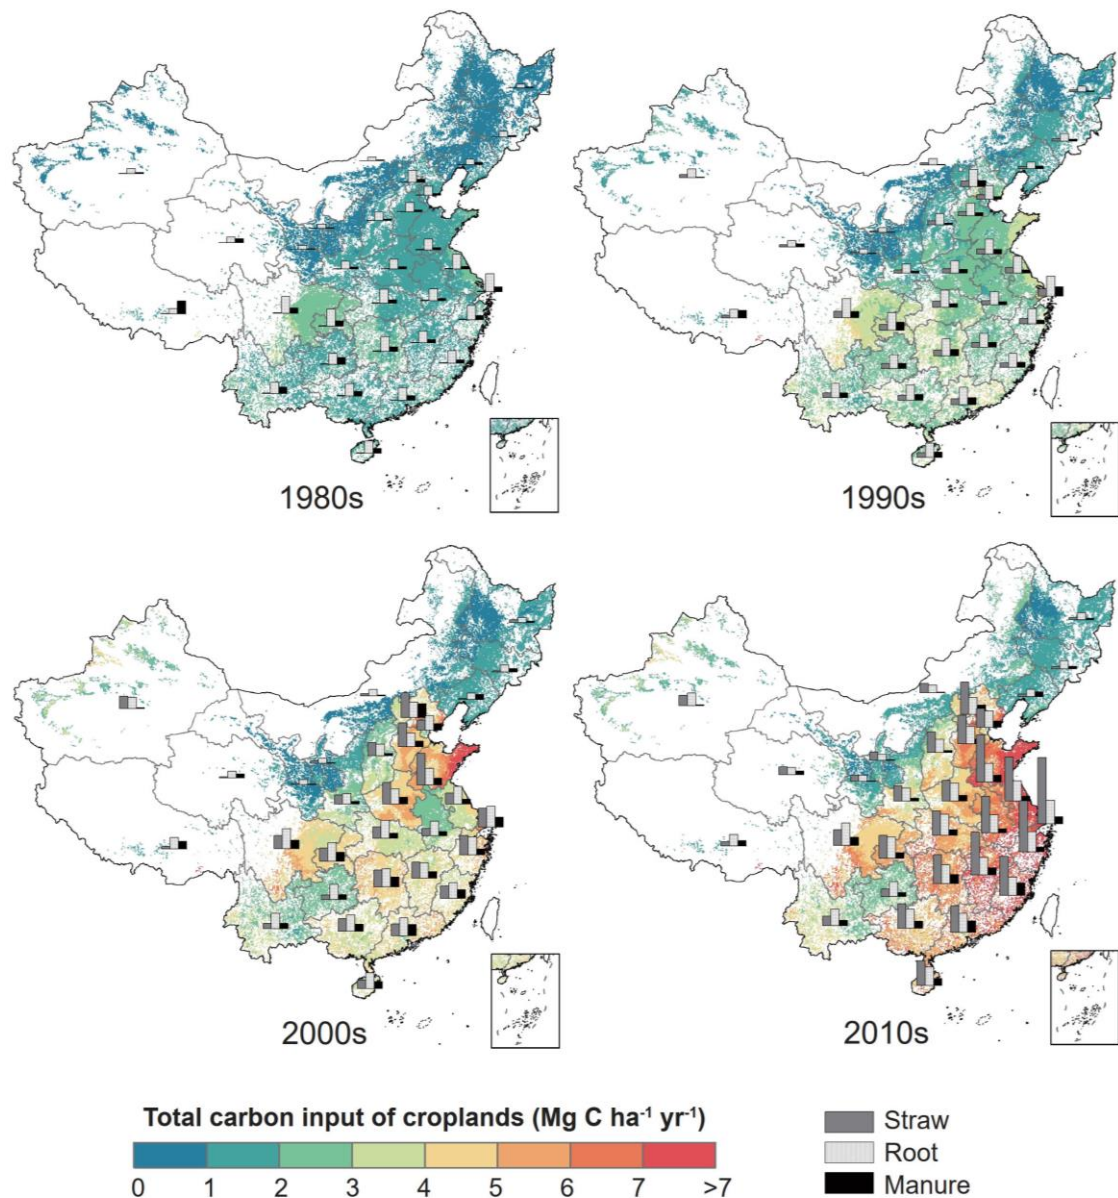 1980s
1990s
2000s
2010s
Total carbon input of croplands (Mg C ha⁻¹ yr⁻¹)
0 1 2 3 4 5 6 7 >7
Straw
Root
Manure